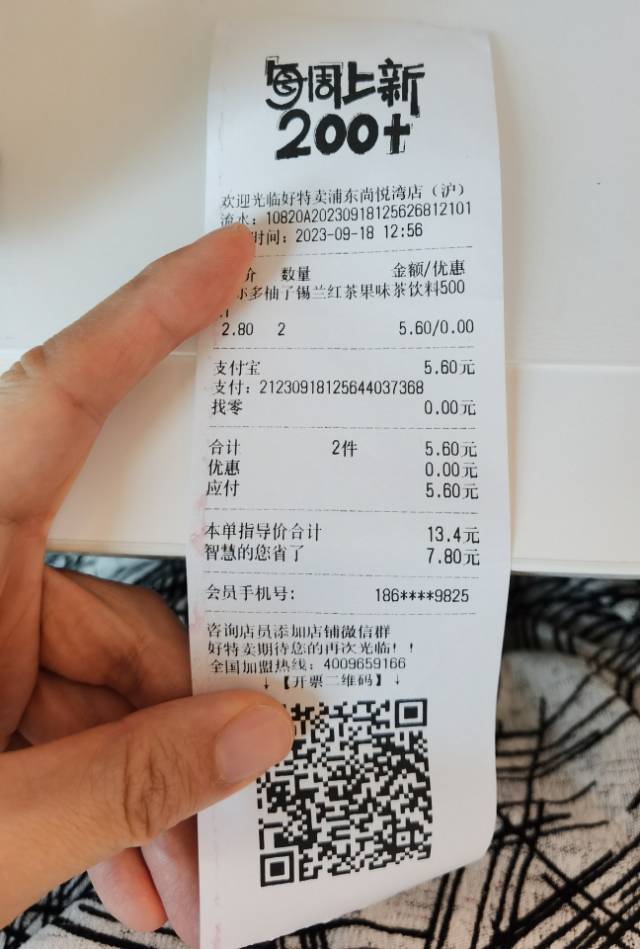 每周上新
200+
欢迎光临好特卖浦东尚悦湾店（沪）
流水：10820A20230918125626812101
时间：2023-09-18 12:56
价 数量 金额/优惠
多柚子锡兰红茶果味茶饮料500
2.80 2 5.60/0.00
支付宝 5.60元
支付：21230918125644037368
找零 0.00元
合计 2件 5.60元
优惠 0.00元
应付 5.60元
本单指导价合计 13.4元
智慧的您省了 7.80元
会员手机号： 186****9825
咨询店员添加店铺微信群
好特卖期待您的再次光临！！
全国加盟热线：4009659166
↓【开票二维码】↓